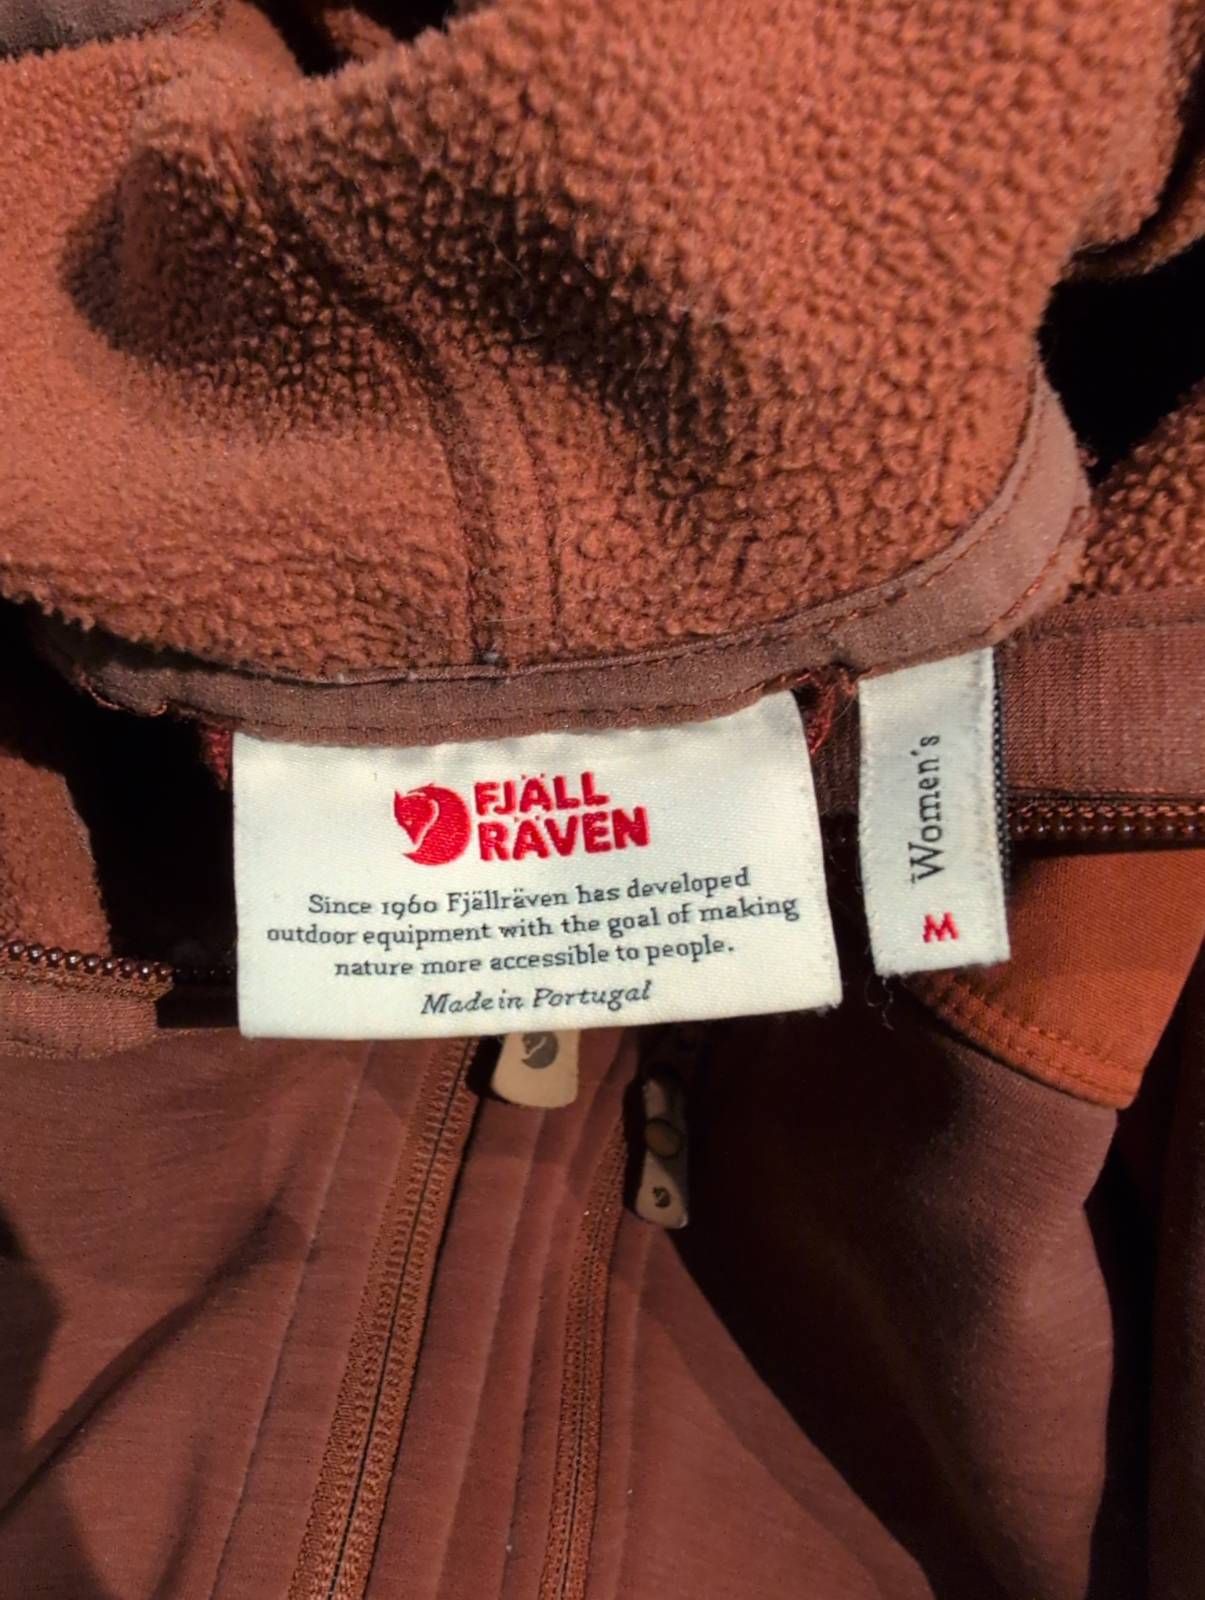 FJÄLL
RÄVEN
Since 1960 Fjällräven has developed
outdoor equipment with the goal of making
nature more accessible to people.
Made in Portugal
Women's
M